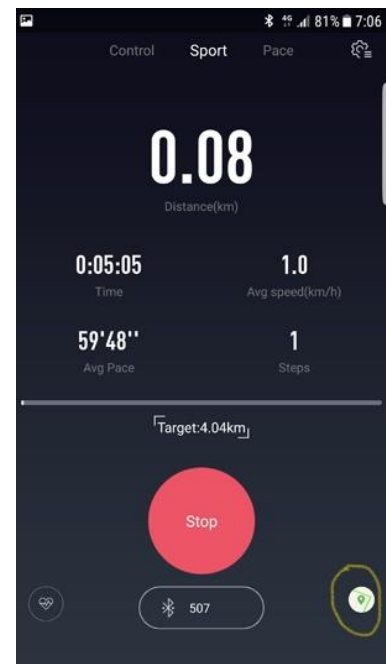 4G 81% 7:06
Control Sport Pace
0.08
Distance(km)
0:05:05 1.0
Time Avg speed(km/h)
59'48'' 1
Avg Pace Steps
Target:4.04km
Stop
507